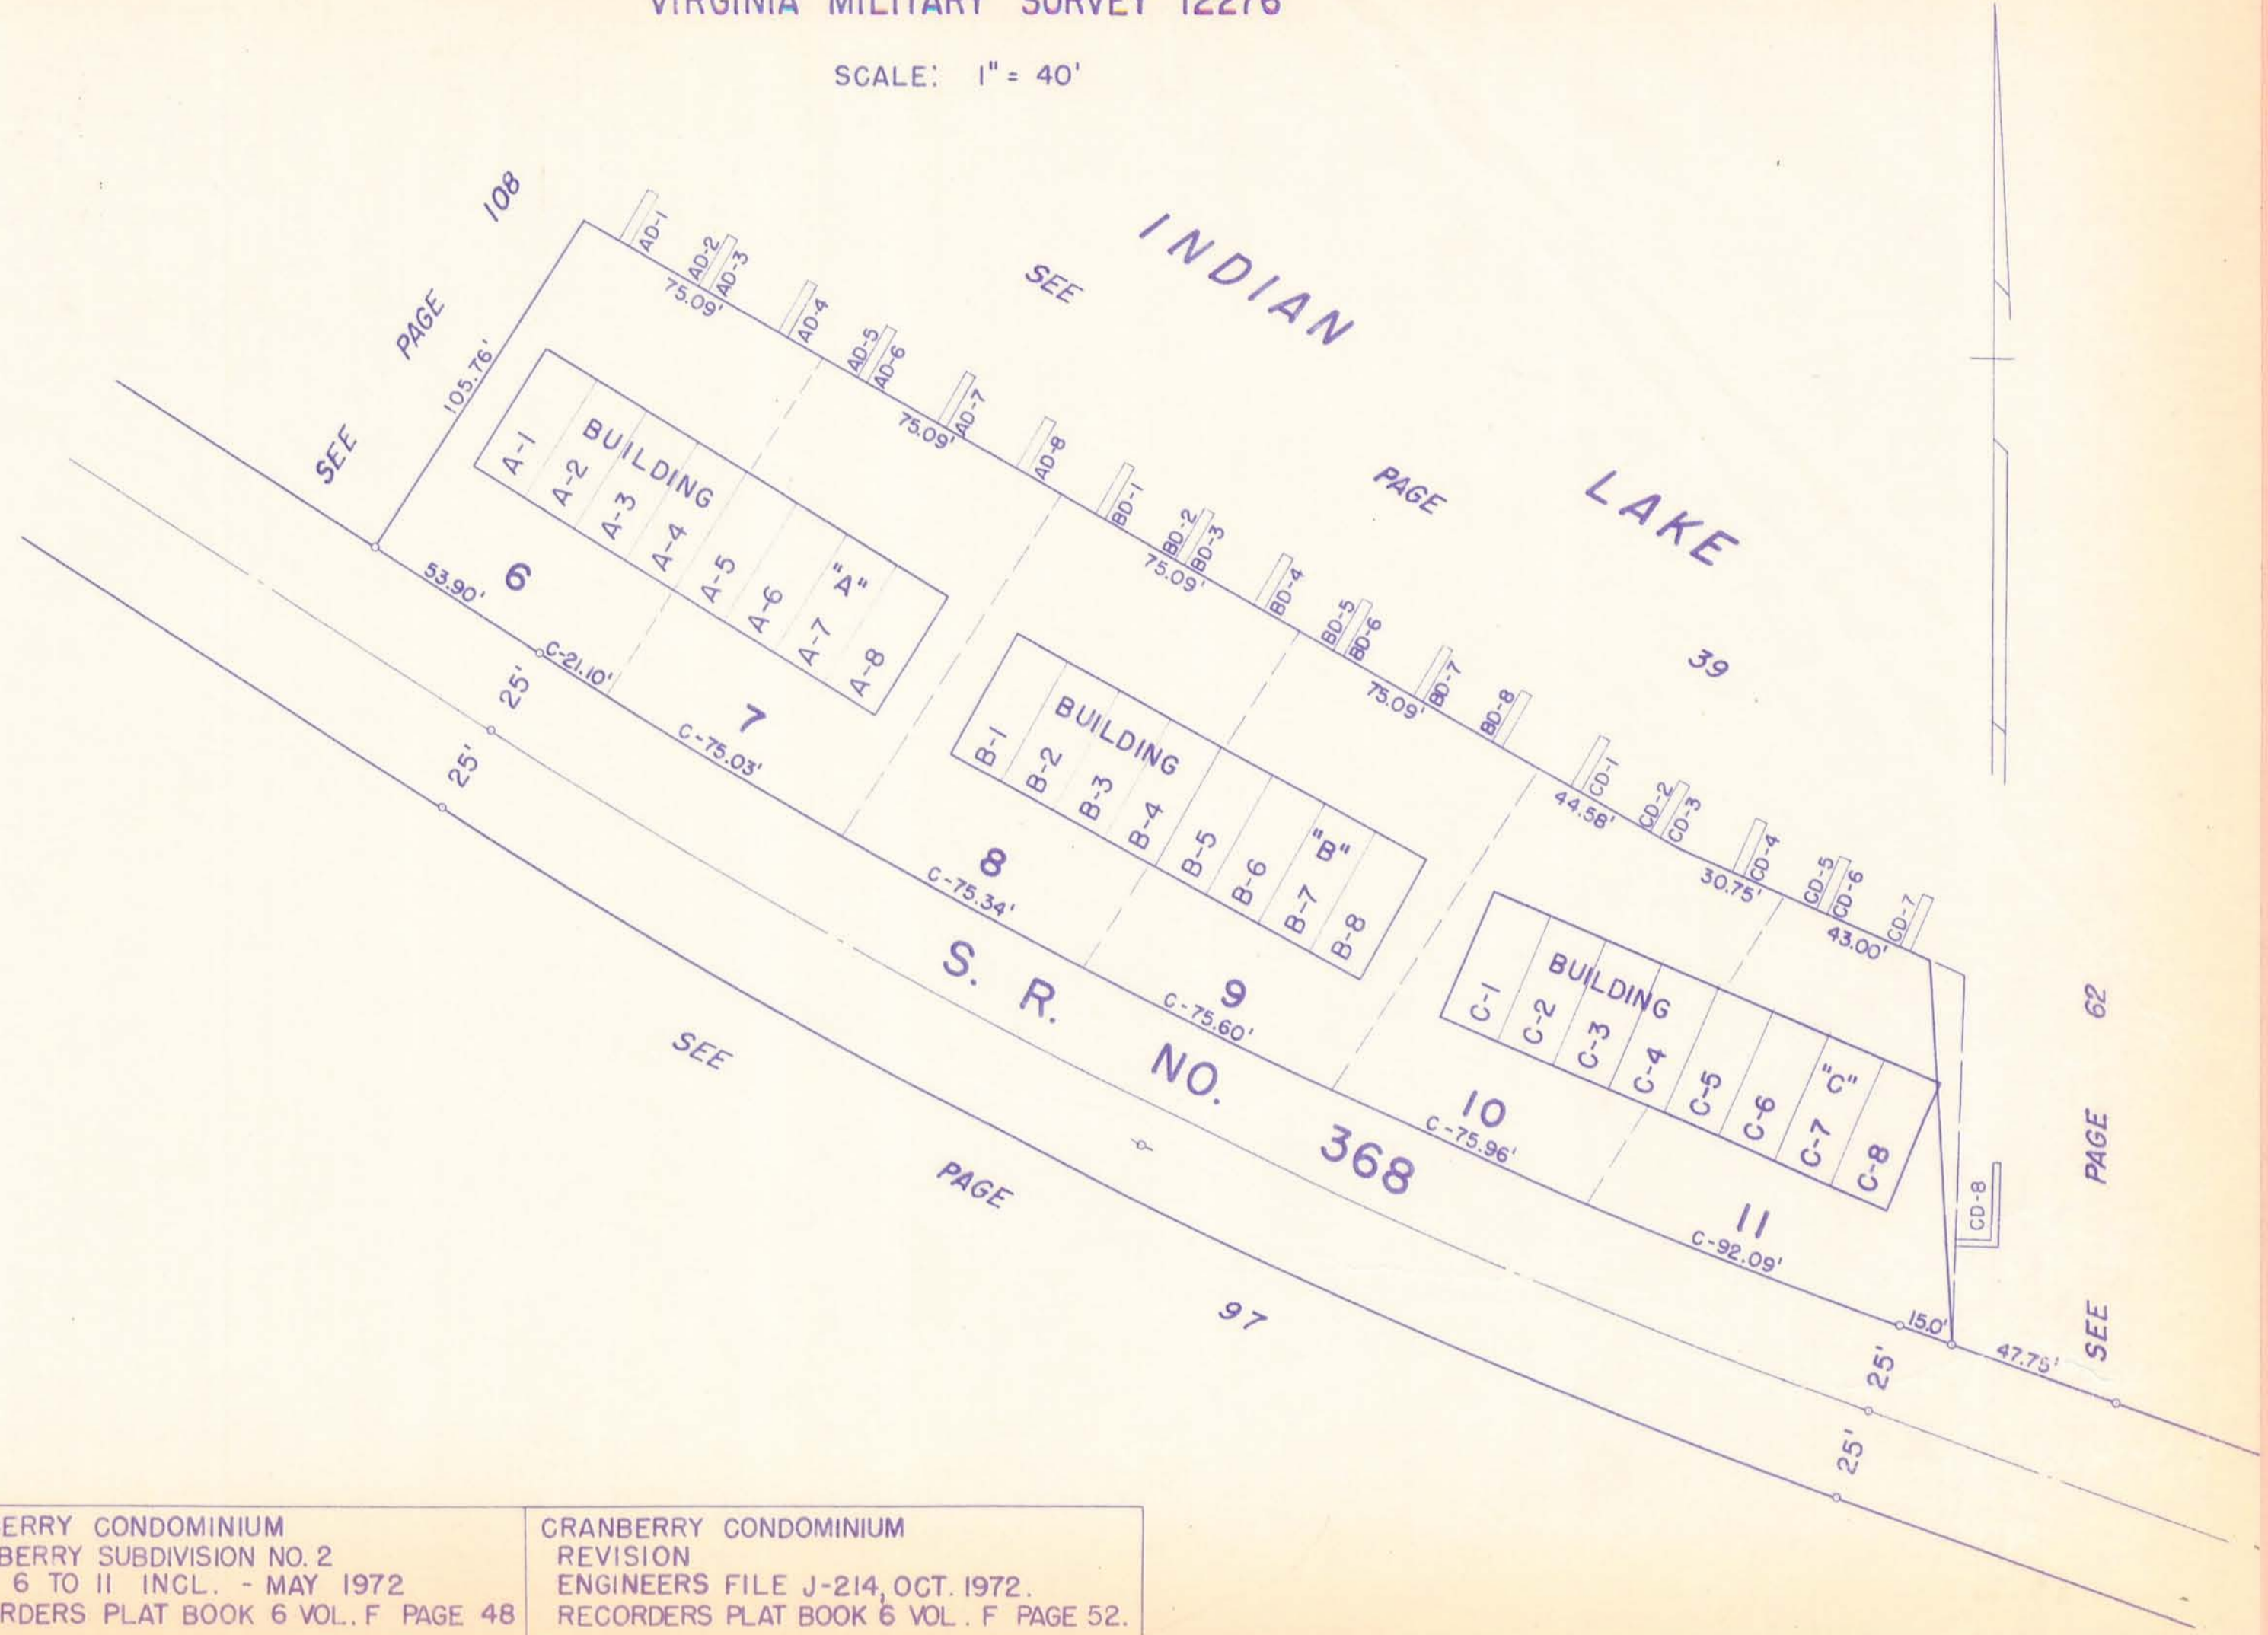 VIRGINIA MILITARY SURVEY 12276
SCALE: 1" = 40'
INDIAN LAKE
SEE PAGE 39
SEE PAGE 108
105.76'
AD-1
AD-2
AD-3
75.09'
AD-4
AD-5
AD-6
75.09'
AD-7
AD-8
BD-1
BD-2
BD-3
75.09'
BD-4
BD-5
BD-6
75.09'
BD-7
BD-8
CD-1
44.58'
CD-2
CD-3
30.75'
CD-4
CD-5
CD-6
43.00'
CD-7
CD-8
BUILDING "A"
A-1
A-2
A-3
A-4
A-5
A-6
A-7
A-8
BUILDING "B"
B-1
B-2
B-3
B-4
B-5
B-6
B-7
B-8
BUILDING "C"
C-1
C-2
C-3
C-4
C-5
C-6
C-7
C-8
6
53.90'
C-21.10'
7
C-75.03'
8
C-75.34'
9
C-75.60'
10
C-75.96'
11
C-92.09'
15.0'
47.75'
25'
25'
S. R. NO. 368
25'
25'
SEE PAGE 97
SEE PAGE 62
ERRY CONDOMINIUM
BERRY SUBDIVISION NO. 2
6 TO 11 INCL. - MAY 1972
RDERS PLAT BOOK 6 VOL. F PAGE 48
CRANBERRY CONDOMINIUM
REVISION
ENGINEERS FILE J-214, OCT. 1972.
RECORDERS PLAT BOOK 6 VOL. F PAGE 52.